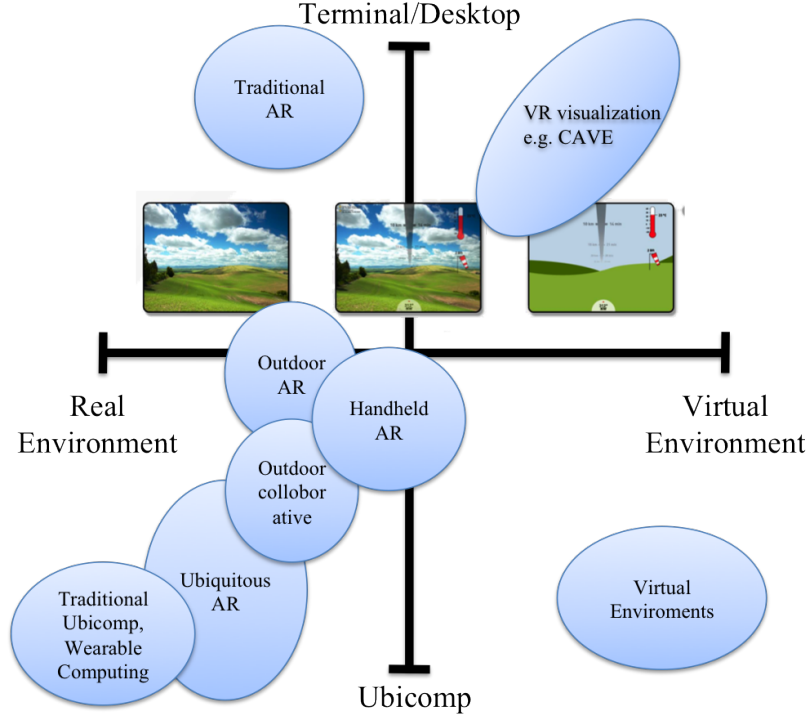 Terminal/Desktop
Traditional
AR
VR visualization
e.g. CAVE
Outdoor
AR
Handheld
AR
Real
Environment
Virtual
Environment
Outdoor
collobor
ative
Ubiquitous
AR
Traditional
Ubicomp,
Wearable
Computing
Virtual
Enviroments
Ubicomp